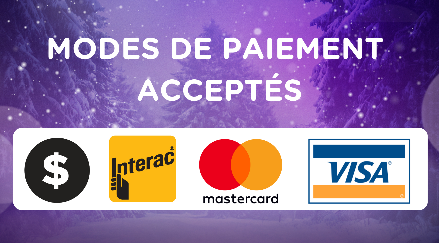 MODES DE PAIEMENT
ACCEPTÉS
$
Interac®
mastercard
VISA